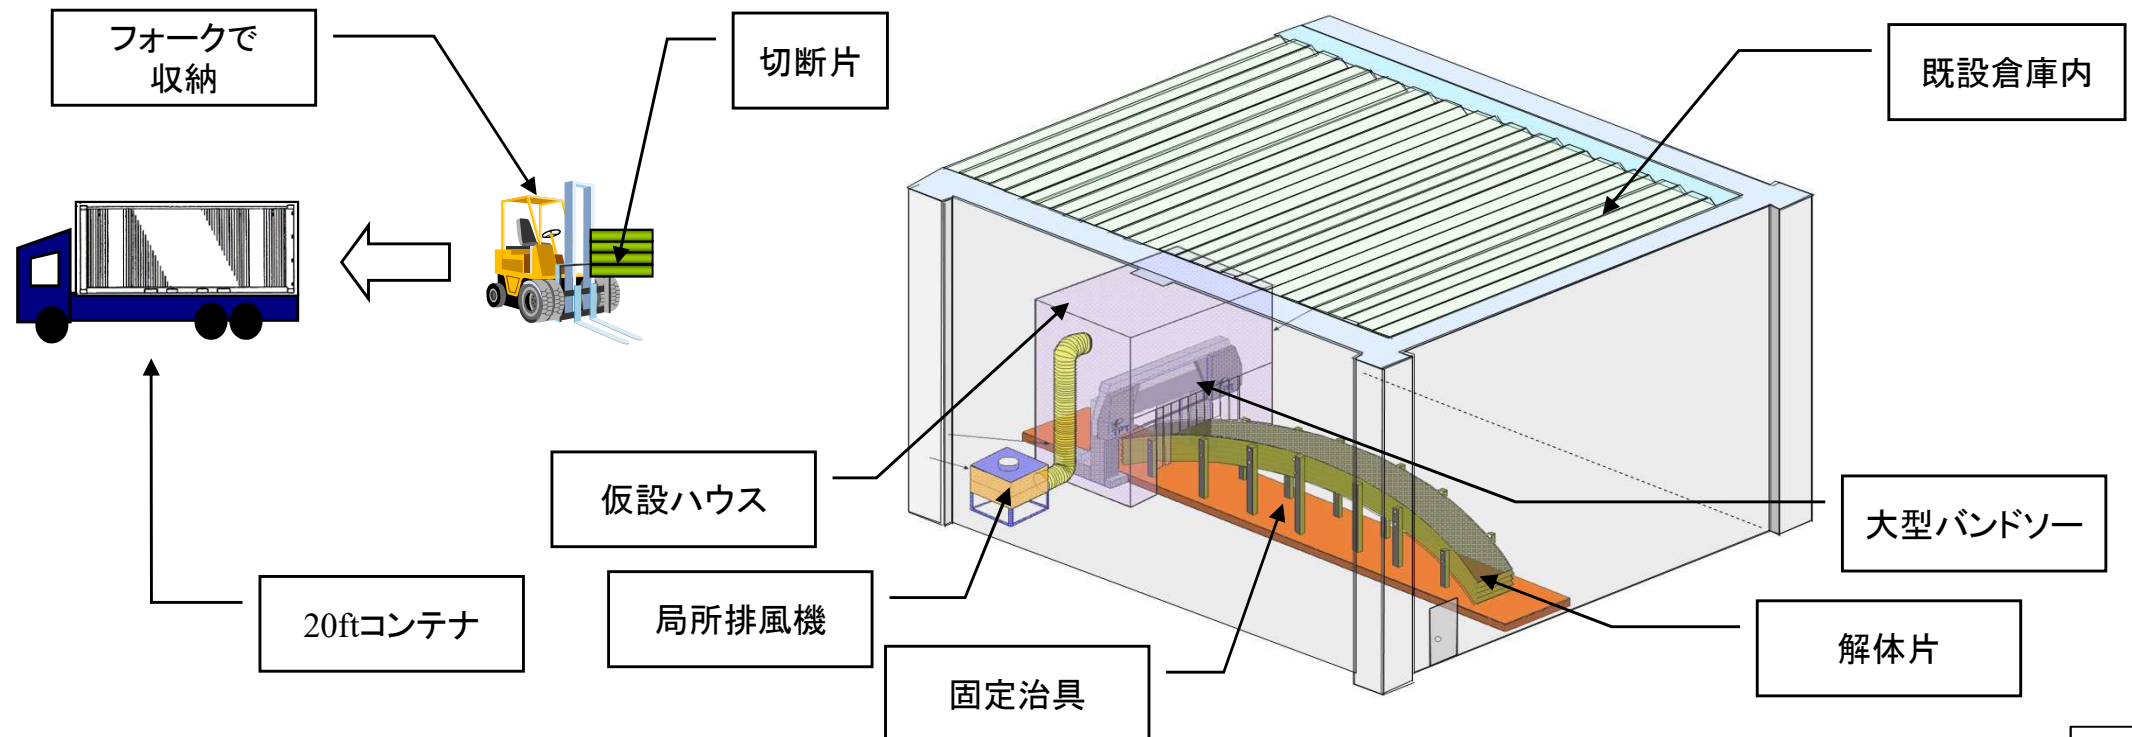 フォークで
収納
切断片
既設倉庫内
仮設ハウス
大型バンドソー
20ftコンテナ
局所排風機
解体片
固定治具